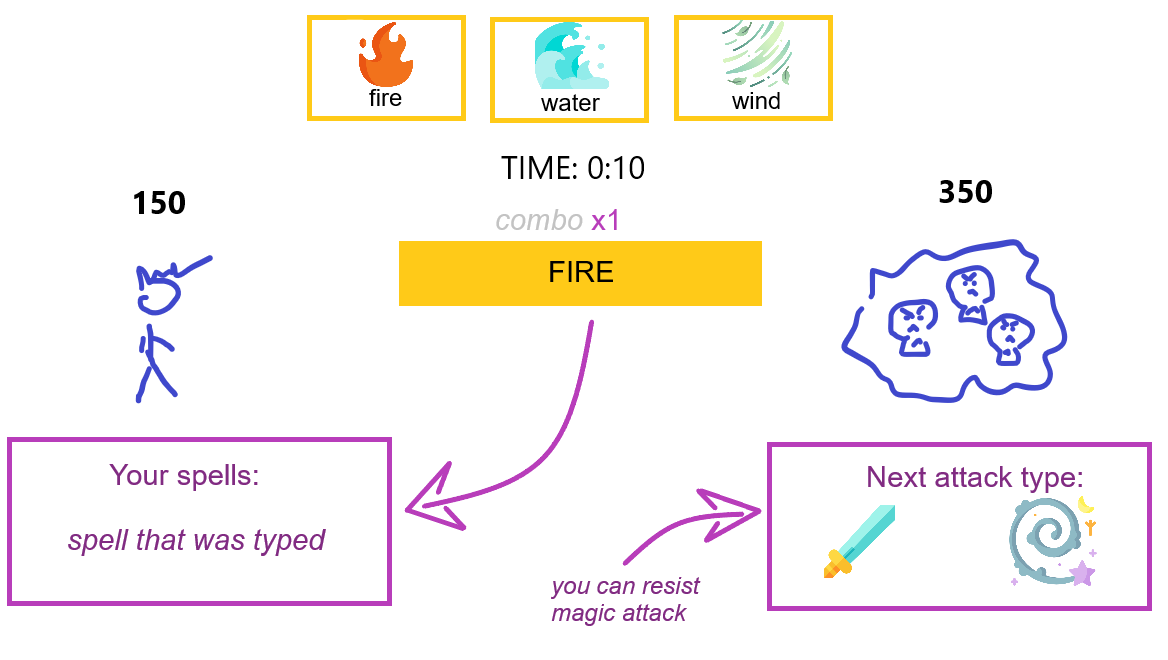 fire
water
wind
TIME: 0:10
150
350
combo x1
FIRE
Your spells:
spell that was typed
Next attack type:
you can resist
magic attack